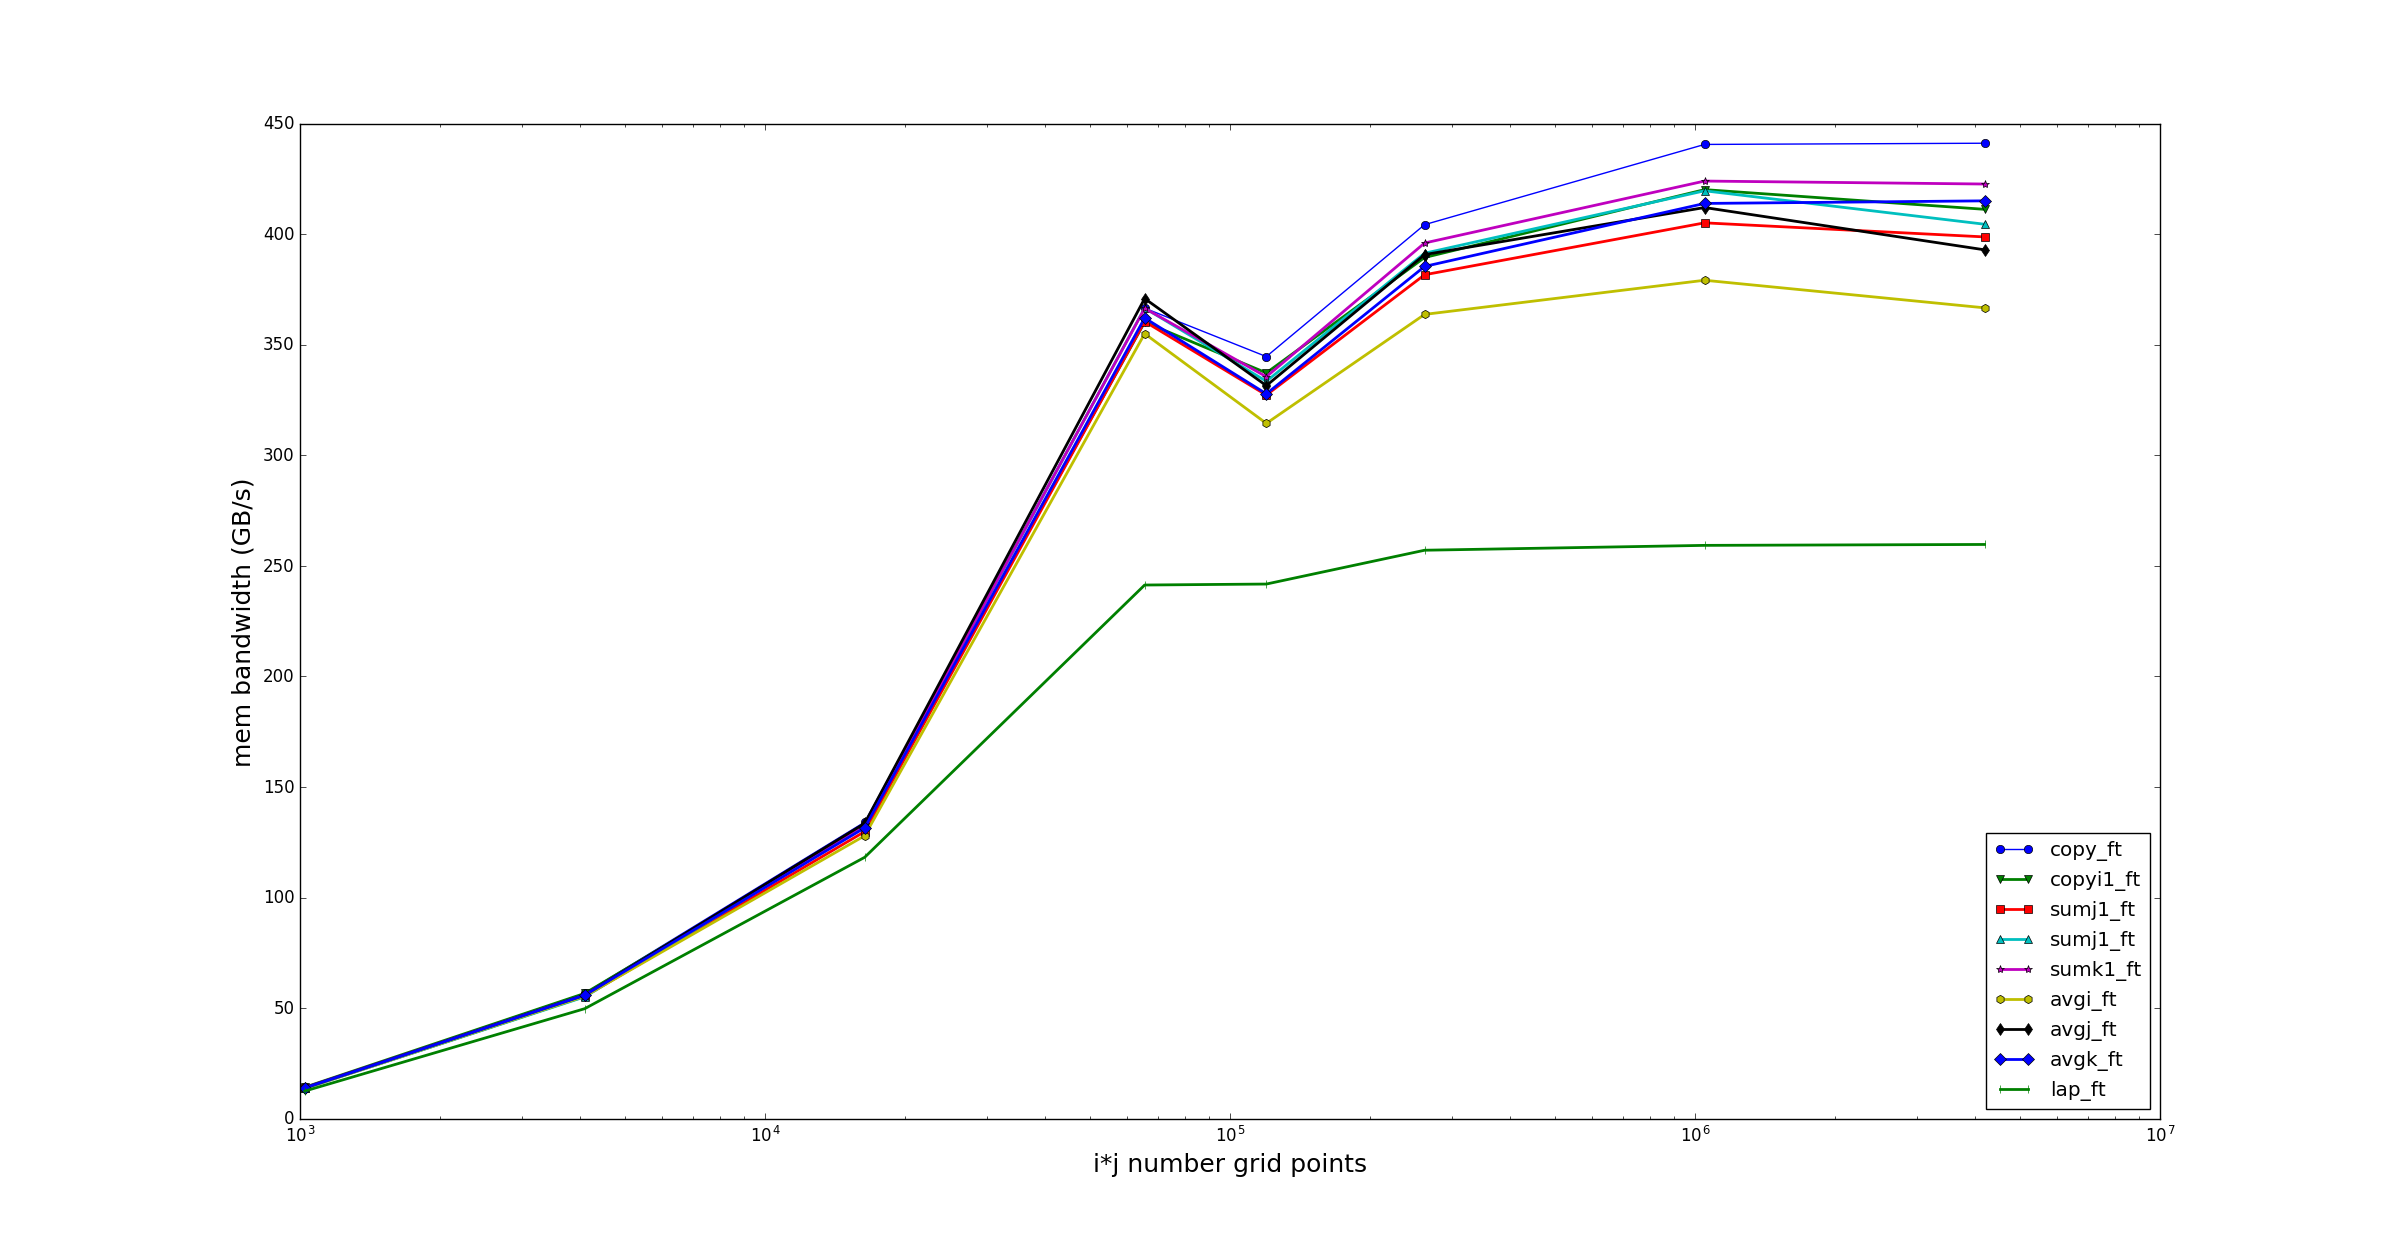 450
400
350
300
250
200
150
100
50
0
mem bandwidth (GB/s)
10³ 10⁴ 10⁵ 10⁶ 10⁷
i*j number grid points
copy_ft
copyi1_ft
sumj1_ft
sumj1_ft
sumk1_ft
avgi_ft
avgj_ft
avgk_ft
lap_ft